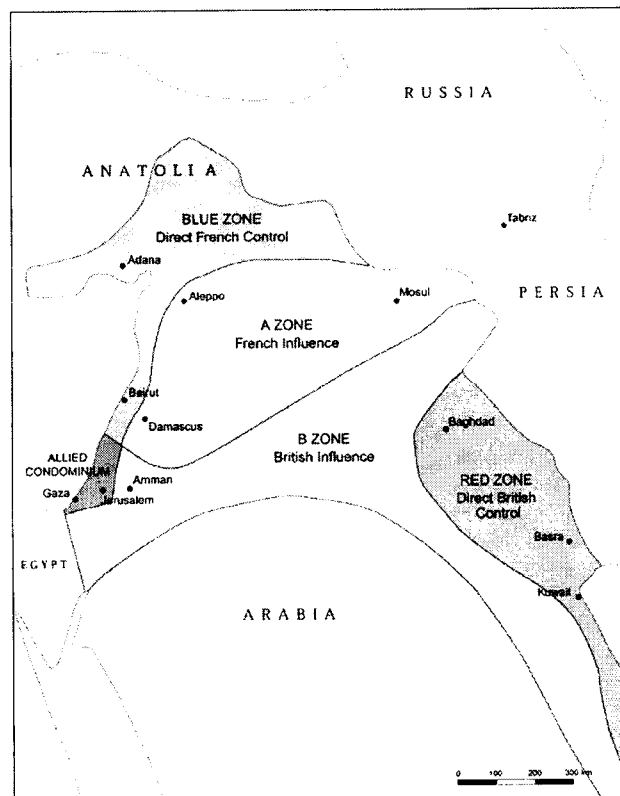 RUSSIA
ANATOLIA
BLUE ZONE
Direct French Control
Tabriz
Adana
Aleppo
Mosul
PERSIA
A ZONE
French Influence
Beirut
Damascus
Baghdad
B ZONE
British Influence
ALLIED
CONDOMINIUM
Amman
Gaza
Jerusalem
RED ZONE
Direct British
Control
Basra
EGYPT
Kuwait
ARABIA
0 100 200 300 km